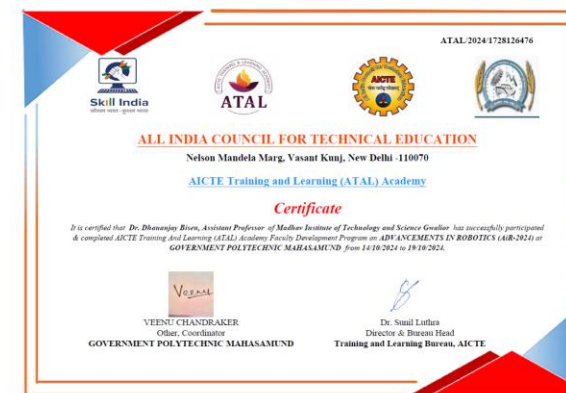 ATAL/2024/1728126476
Skill India
ATAL
AICTE
ALL INDIA COUNCIL FOR TECHNICAL EDUCATION
Nelson Mandela Marg, Vasant Kunj, New Delhi -110070
AICTE Training and Learning (ATAL) Academy
Certificate
It is certified that Dr. Dhananjay Bisen, Assistant Professor of Madhav Institute of Technology and Science Gwalior has successfully participated
& completed AICTE Training And Learning (ATAL) Academy Faculty Development Program on ADVANCEMENTS IN ROBOTICS (AiR-2024) at
GOVERNMENT POLYTECHNIC MAHASAMUND from 14/10/2024 to 19/10/2024.
Veenu
VEENU CHANDRAKER
Other, Coordinator
GOVERNMENT POLYTECHNIC MAHASAMUND
Dr. Sunil Luthra
Director & Bureau Head
Training and Learning Bureau, AICTE